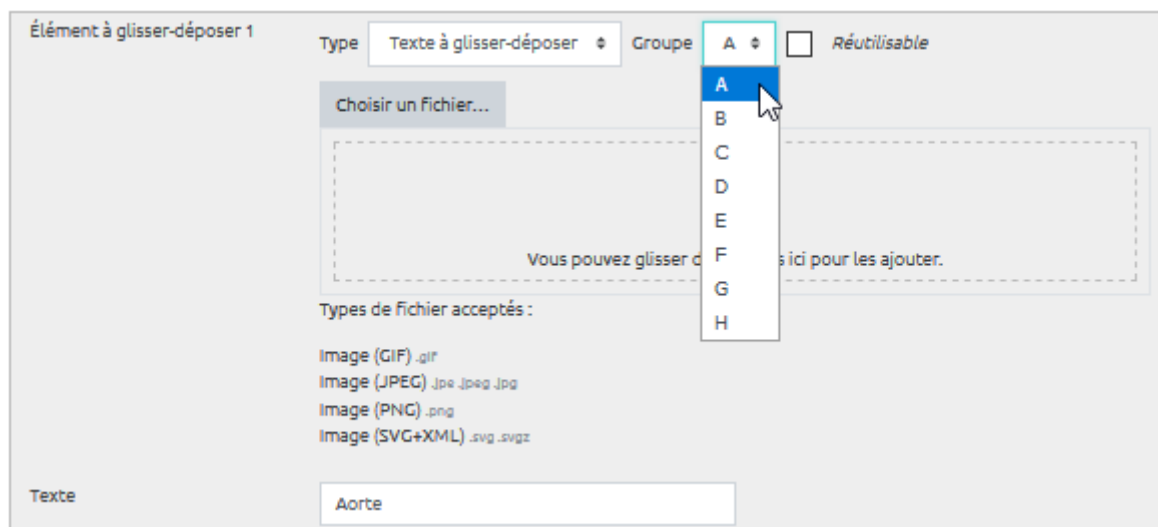 Élément à glisser-déposer 1
Type Texte à glisser-déposer Groupe A Réutilisable
A
Choisir un fichier...
B
C
D
E
F
Vous pouvez glisser d s ici pour les ajouter.
G
Types de fichier acceptés :
H
Image (GIF) .gif
Image (JPEG) .jpe .jpeg .jpg
Image (PNG) .png
Image (SVG+XML) .svg .svgz
Texte
Aorte